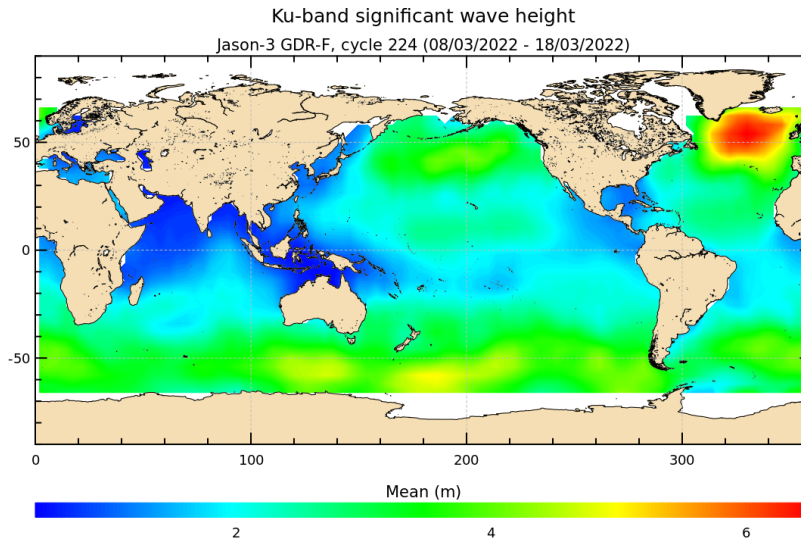 Ku-band significant wave height
Jason-3 GDR-F, cycle 224 (08/03/2022 - 18/03/2022)
50
0
-50
0 100 200 300
Mean (m)
2 4 6